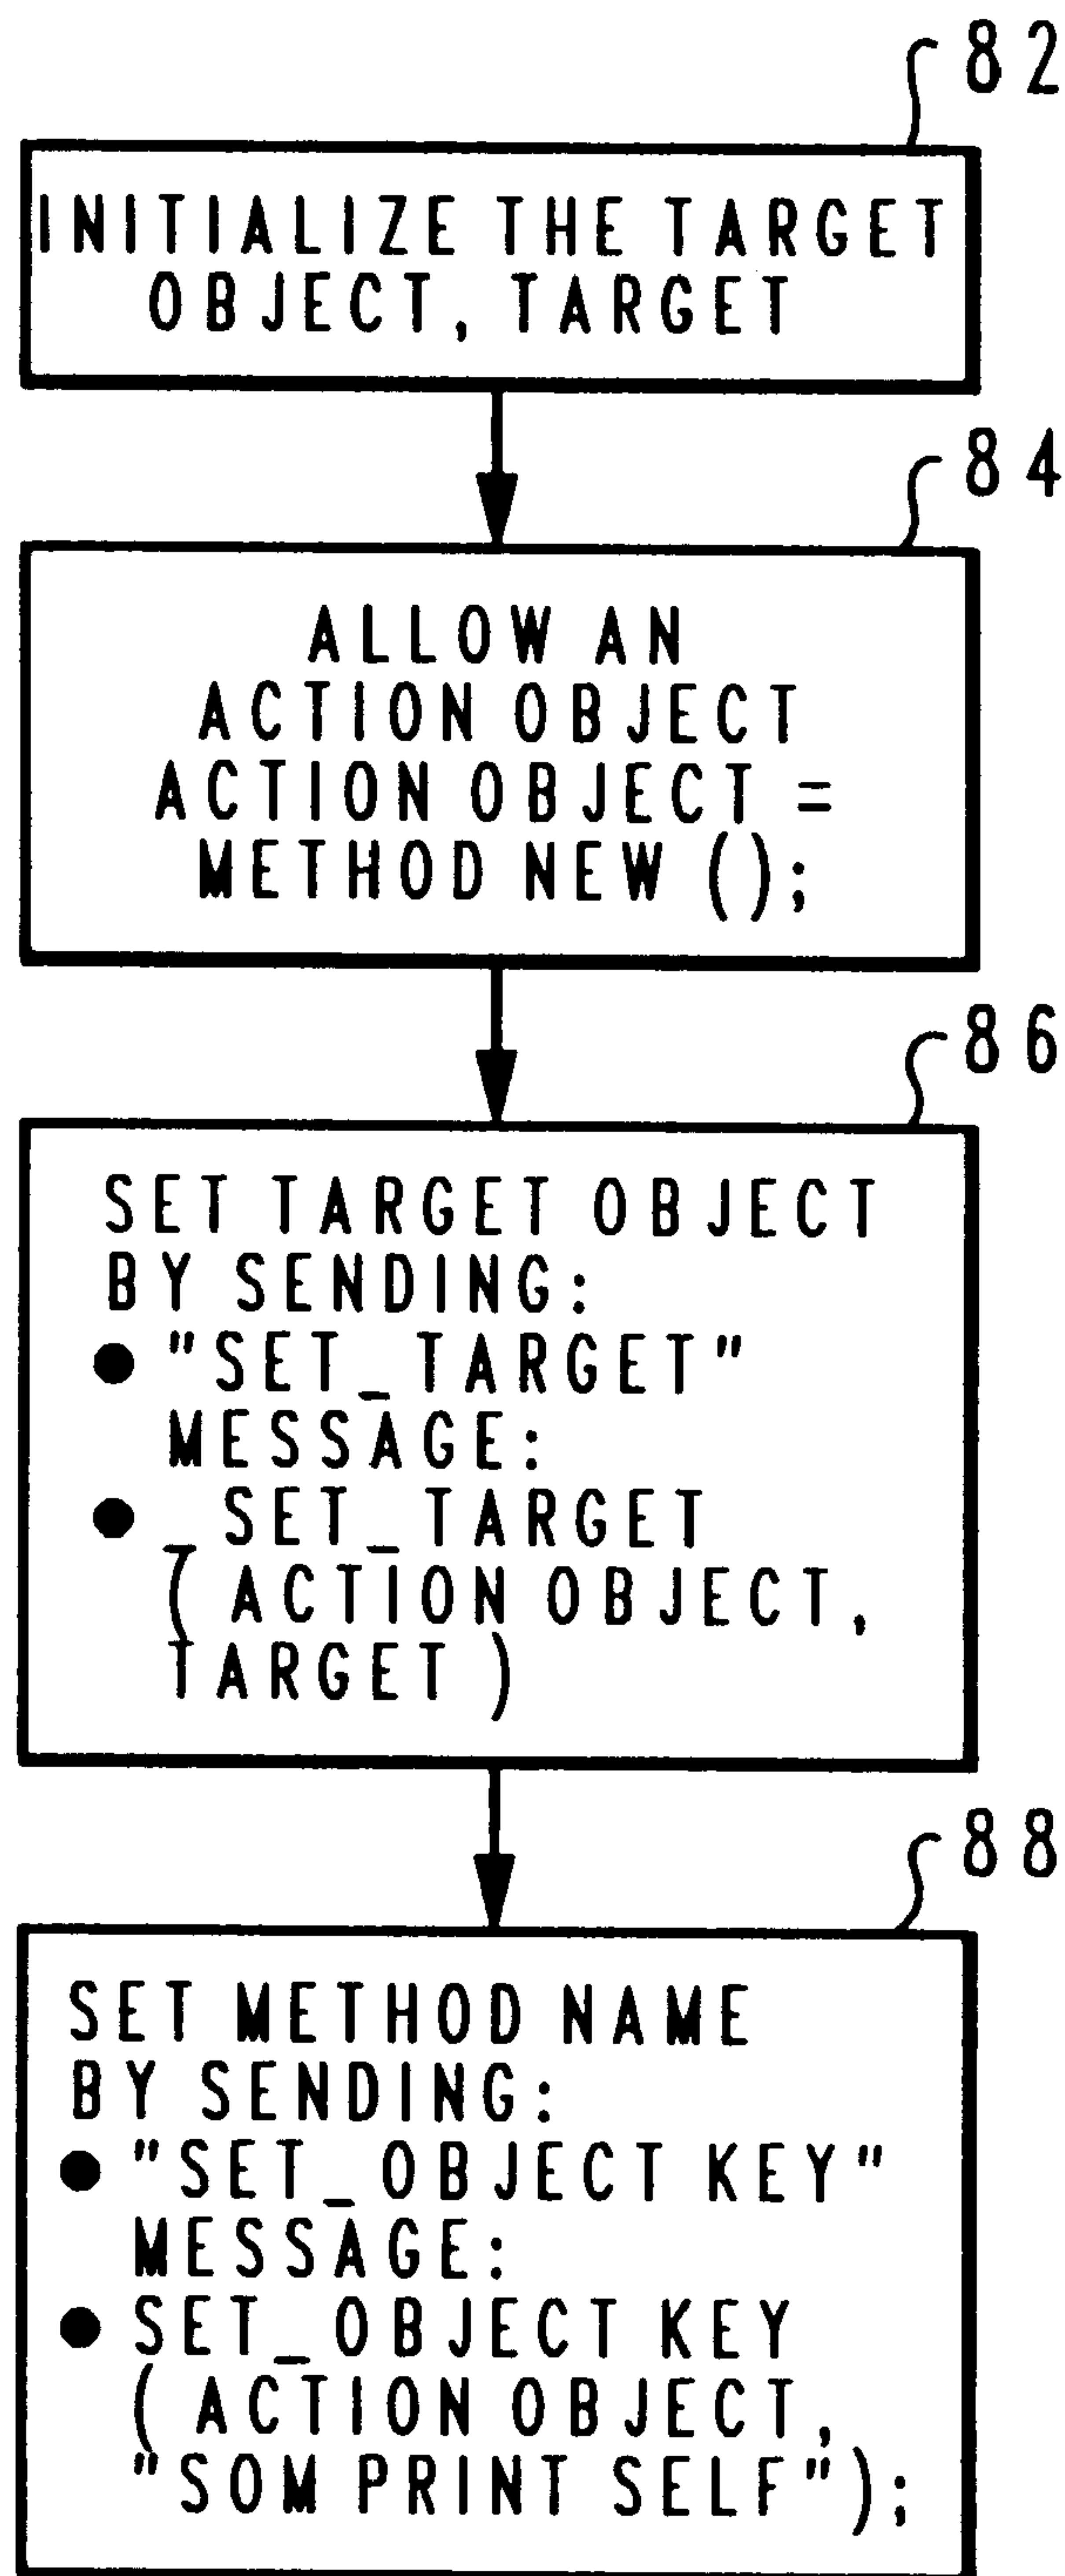 82
INITIALIZE THE TARGET
OBJECT, TARGET
84
ALLOW AN
ACTION OBJECT
ACTION OBJECT =
METHOD NEW ();
86
SET TARGET OBJECT
BY SENDING:
● "SET_TARGET"
MESSAGE:
● _SET_TARGET
( ACTION OBJECT,
TARGET )
88
SET METHOD NAME
BY SENDING:
● "SET_OBJECT KEY"
MESSAGE:
● SET_OBJECT KEY
( ACTION OBJECT,
"SOM PRINT SELF");